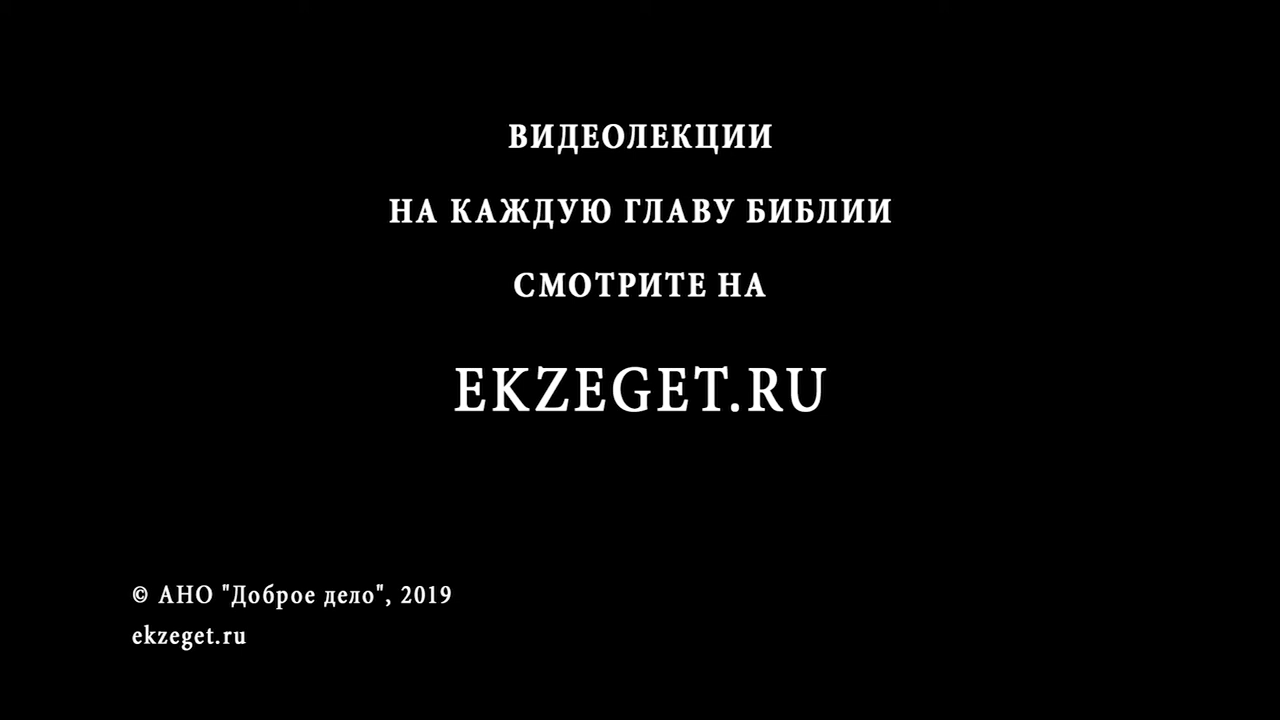 ВИДЕОЛЕКЦИИ
НА КАЖДУЮ ГЛАВУ БИБЛИИ
СМОТРИТЕ НА
EKZEGET.RU
© АНО "Доброе дело", 2019
ekzeget.ru